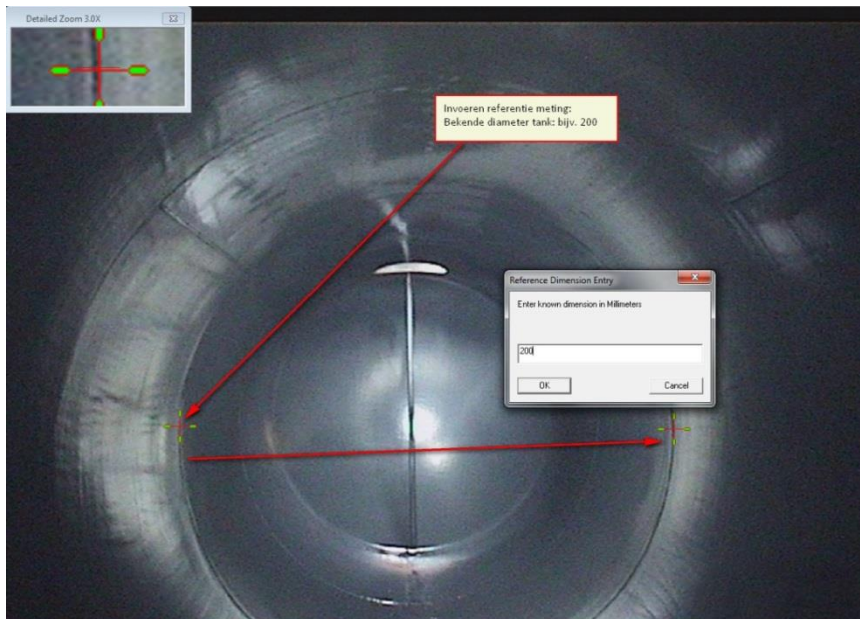 Detailed Zoom 3.0X
Invoeren referentie meting:
Bekende diameter tank: bijv. 200
Reference Dimension Entry
Enter known dimension in Millimeters
200
OK
Cancel